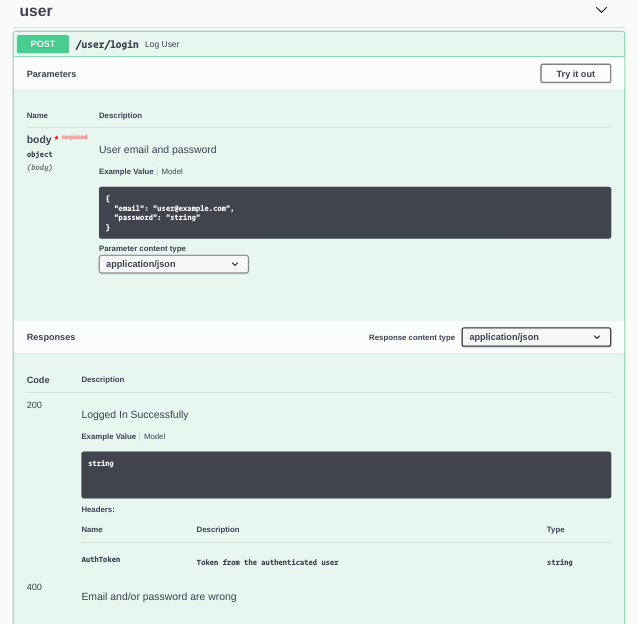 user
POST /user/login Log User
Parameters
Try it out
Name Description
body * required
object
(body)
User email and password
Example Value Model
{
"email": "user@example.com",
"password": "string"
}
Parameter content type
application/json
Responses
Response content type application/json
Code Description
200
Logged In Successfully
Example Value Model
string
Headers:
Name Description Type
AuthToken Token from the authenticated user string
400
Email and/or password are wrong